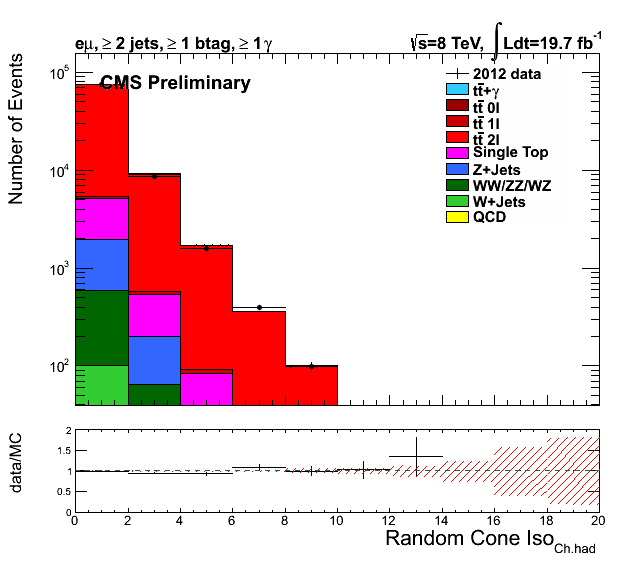 eμ, ≥ 2 jets, ≥ 1 btag, ≥ 1 γ
√s=8 TeV, ∫ Ldt=19.7 fb⁻¹
CMS Preliminary
Number of Events
10⁵
10⁴
10³
10²
2012 data
tt̄+γ
tt̄ 0l
tt̄ 1l
tt̄ 2l
Single Top
Z+Jets
WW/ZZ/WZ
W+Jets
QCD
data/MC
2
1.5
1
0.5
0
0 2 4 6 8 10 12 14 16 18 20
Random Cone Iso_Ch.had